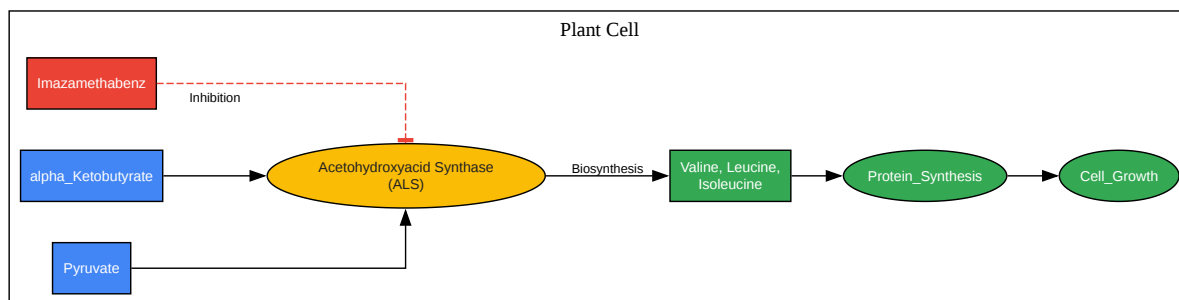 Plant Cell
Imazamethabenz
Inhibition
alpha_Ketobutyrate
Acetohydroxyacid Synthase
(ALS)
Biosynthesis
Valine, Leucine,
Isoleucine
Protein_Synthesis
Cell_Growth
Pyruvate